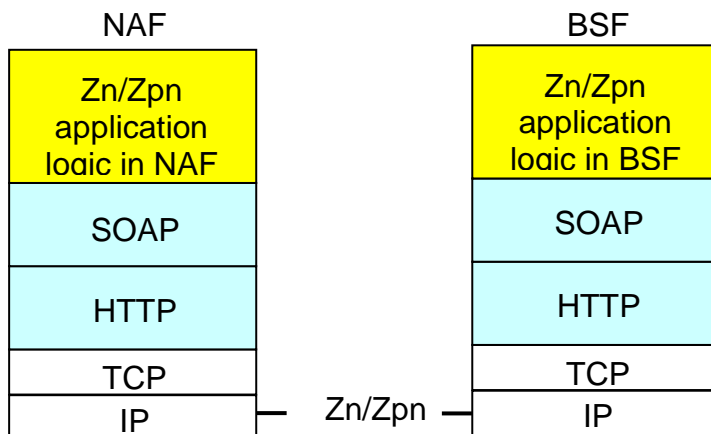 NAF
BSF
Zn/Zpn
application
logic in NAF
Zn/Zpn
application
logic in BSF
SOAP
SOAP
HTTP
HTTP
TCP
TCP
IP
Zn/Zpn
IP